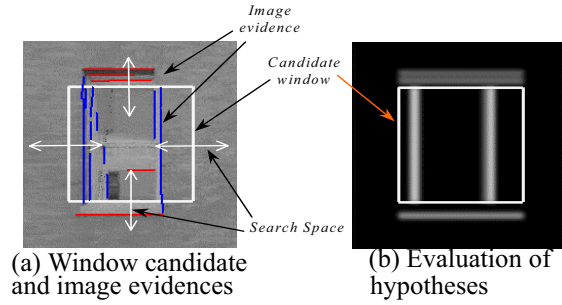 Image
evidence
Candidate
window
Search Space
(a) Window candidate
and image evidences
(b) Evaluation of
hypotheses